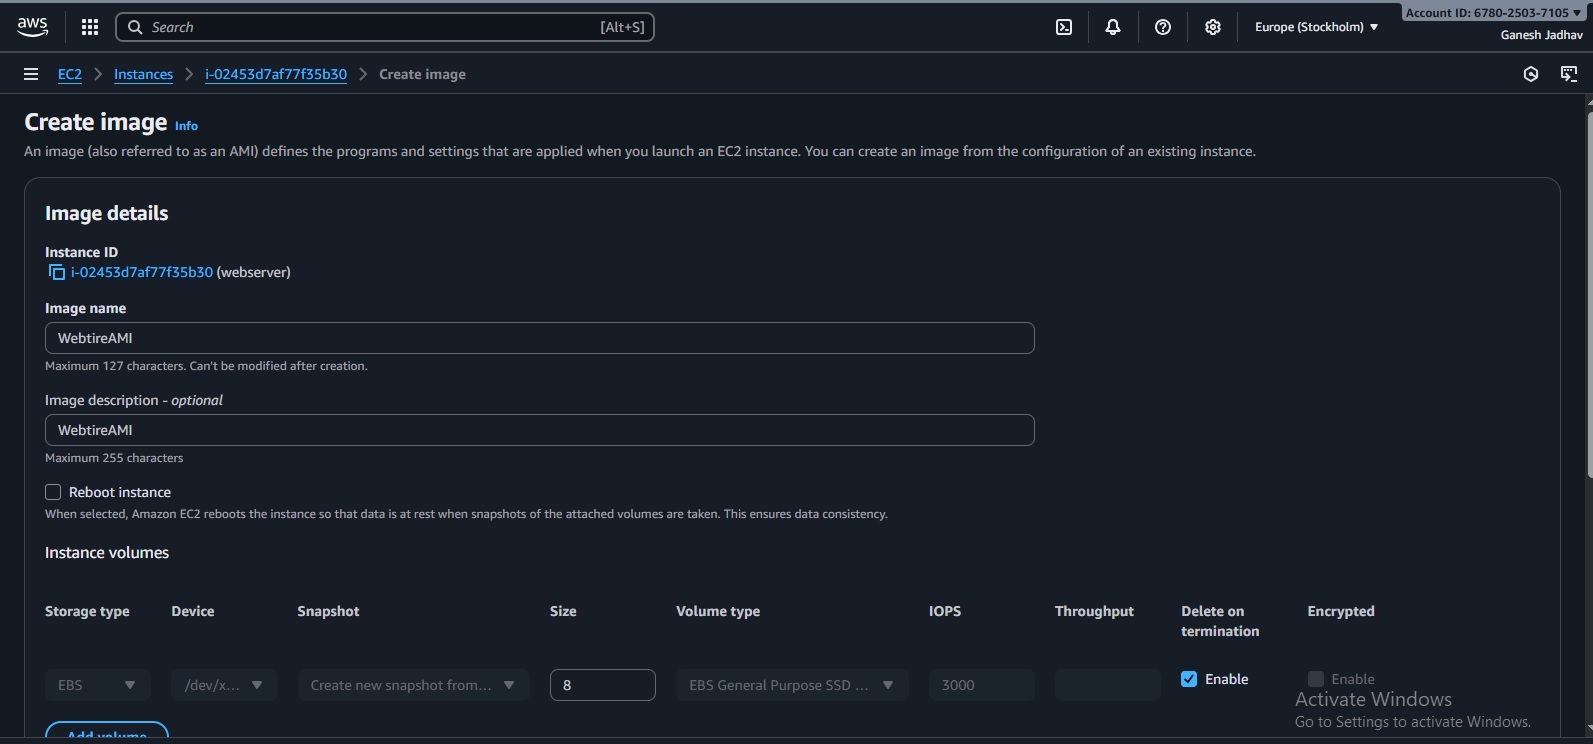 aws Search [Alt+S] Europe (Stockholm) Account ID: 6780-2503-7105
Ganesh Jadhav
EC2 Instances i-02453d7af77f35b30 Create image
Create image Info
An image (also referred to as an AMI) defines the programs and settings that are applied when you launch an EC2 instance. You can create an image from the configuration of an existing instance.
Image details
Instance ID
i-02453d7af77f35b30 (webserver)
Image name
WebtireAMI
Maximum 127 characters. Can't be modified after creation.
Image description - optional
WebtireAMI
Maximum 255 characters
Reboot instance
When selected, Amazon EC2 reboots the instance so that data is at rest when snapshots of the attached volumes are taken. This ensures data consistency.
Instance volumes
Storage type Device Snapshot Size Volume type IOPS Throughput Delete on termination Encrypted
EBS /dev/x... Create new snapshot from... 8 EBS General Purpose SSD ... 3000 Enable Enable
Activate Windows
Go to Settings to activate Windows.
Add volume